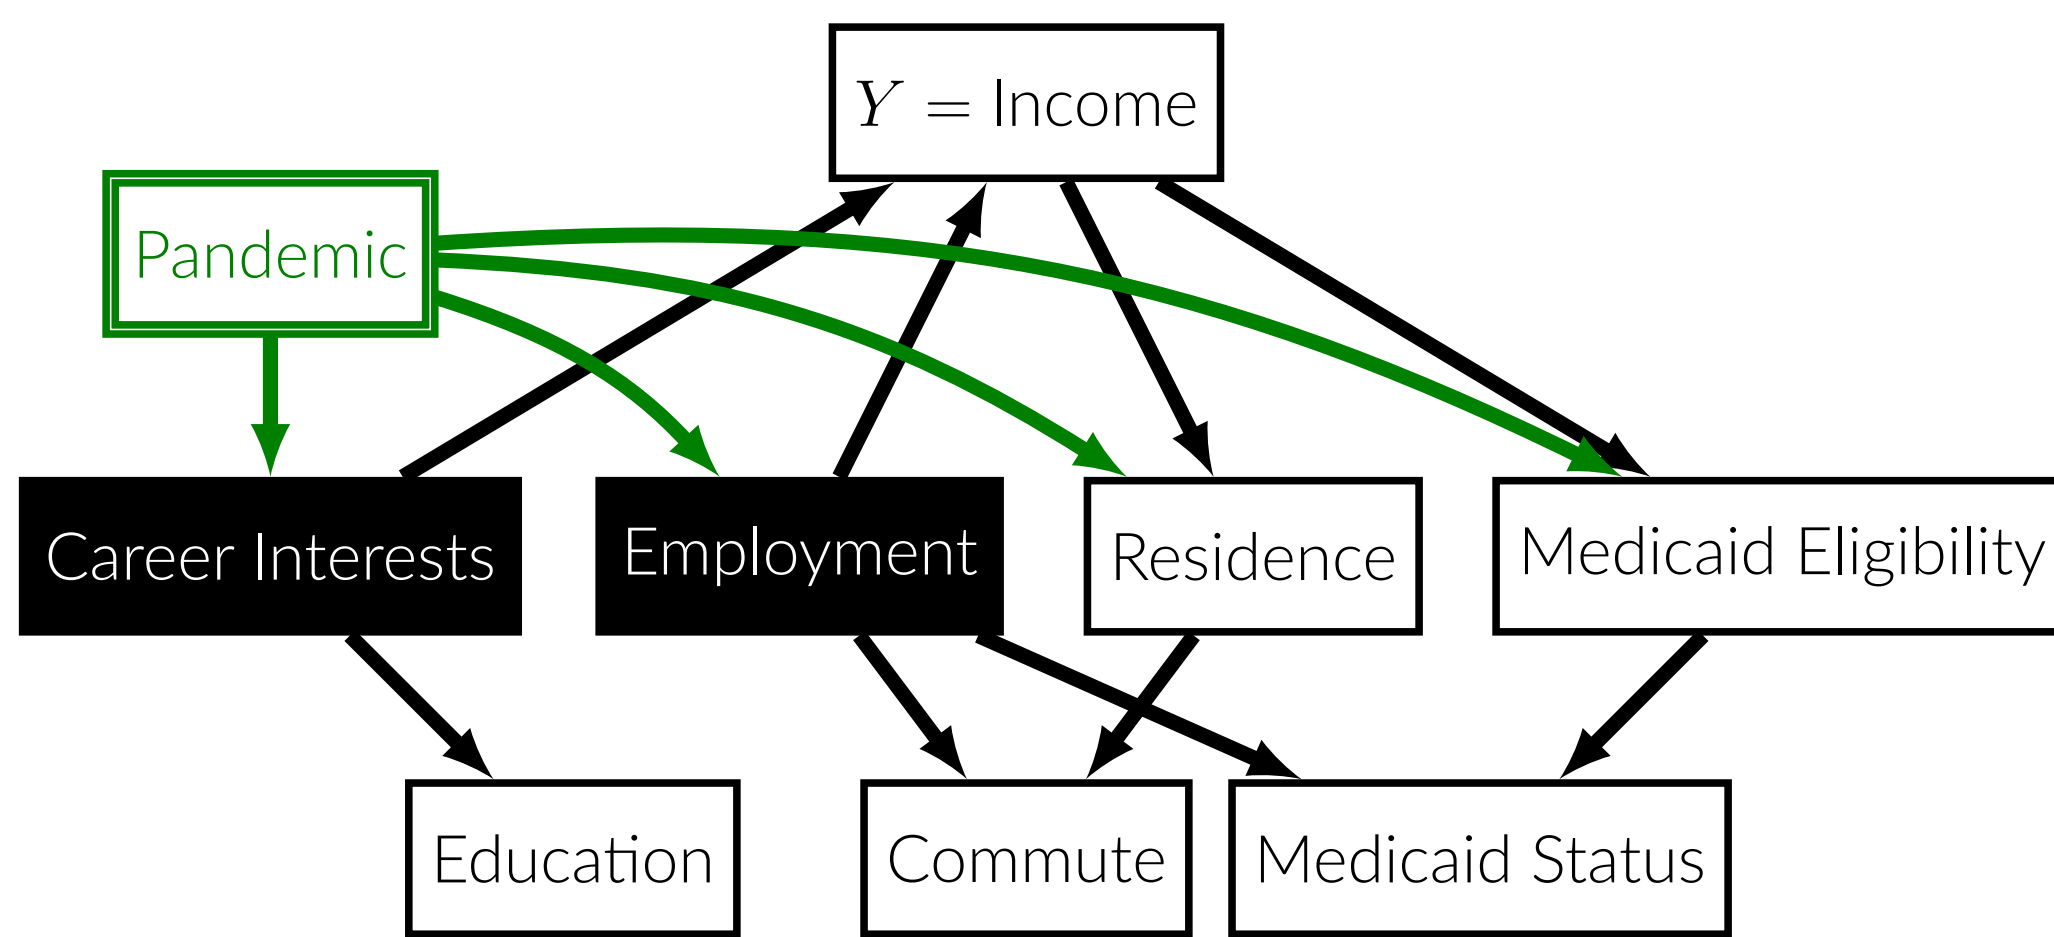 Y = Income
Pandemic
Career Interests
Employment
Residence
Medicaid Eligibility
Education
Commute
Medicaid Status